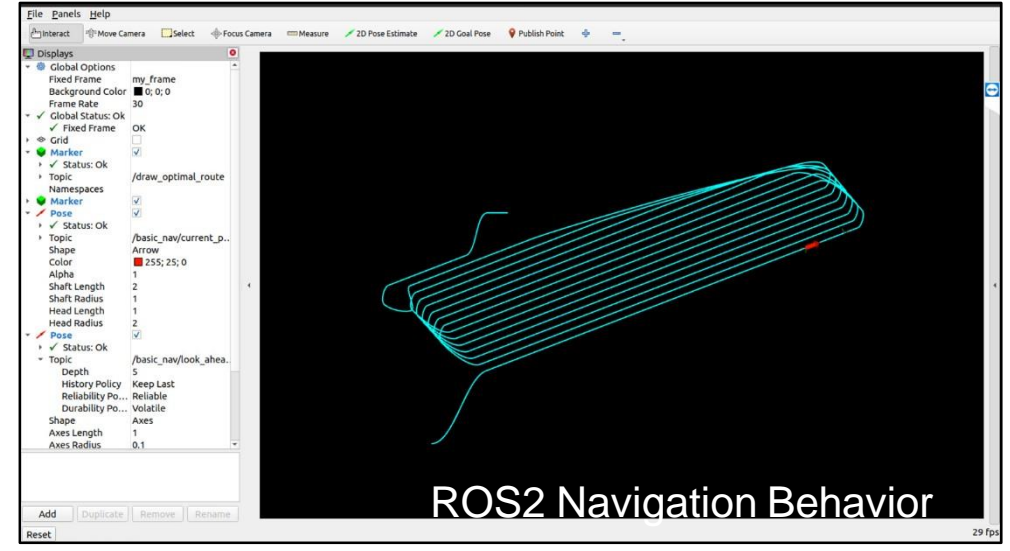 File Panels Help
Interact Move Camera Select Focus Camera Measure 2D Pose Estimate 2D Goal Pose Publish Point
Displays
Global Options
Fixed Frame my_frame
Background Color 0; 0; 0
Frame Rate 30
Global Status: Ok
Fixed Frame OK
Grid
Marker
Status: Ok
Topic /draw_optimal_route
Namespaces
Marker
Pose
Status: Ok
Topic /basic_nav/current_p..
Shape Arrow
Color 255; 25; 0
Alpha 1
Shaft Length 2
Shaft Radius 1
Head Length 1
Head Radius 2
Pose
Status: Ok
Topic /basic_nav/look_ahea..
Depth 5
History Policy Keep Last
Reliability Po... Reliable
Durability Po... Volatile
Shape Axes
Axes Length 1
Axes Radius 0.1
ROS2 Navigation Behavior
Add Duplicate Remove Rename
Reset 29 fps